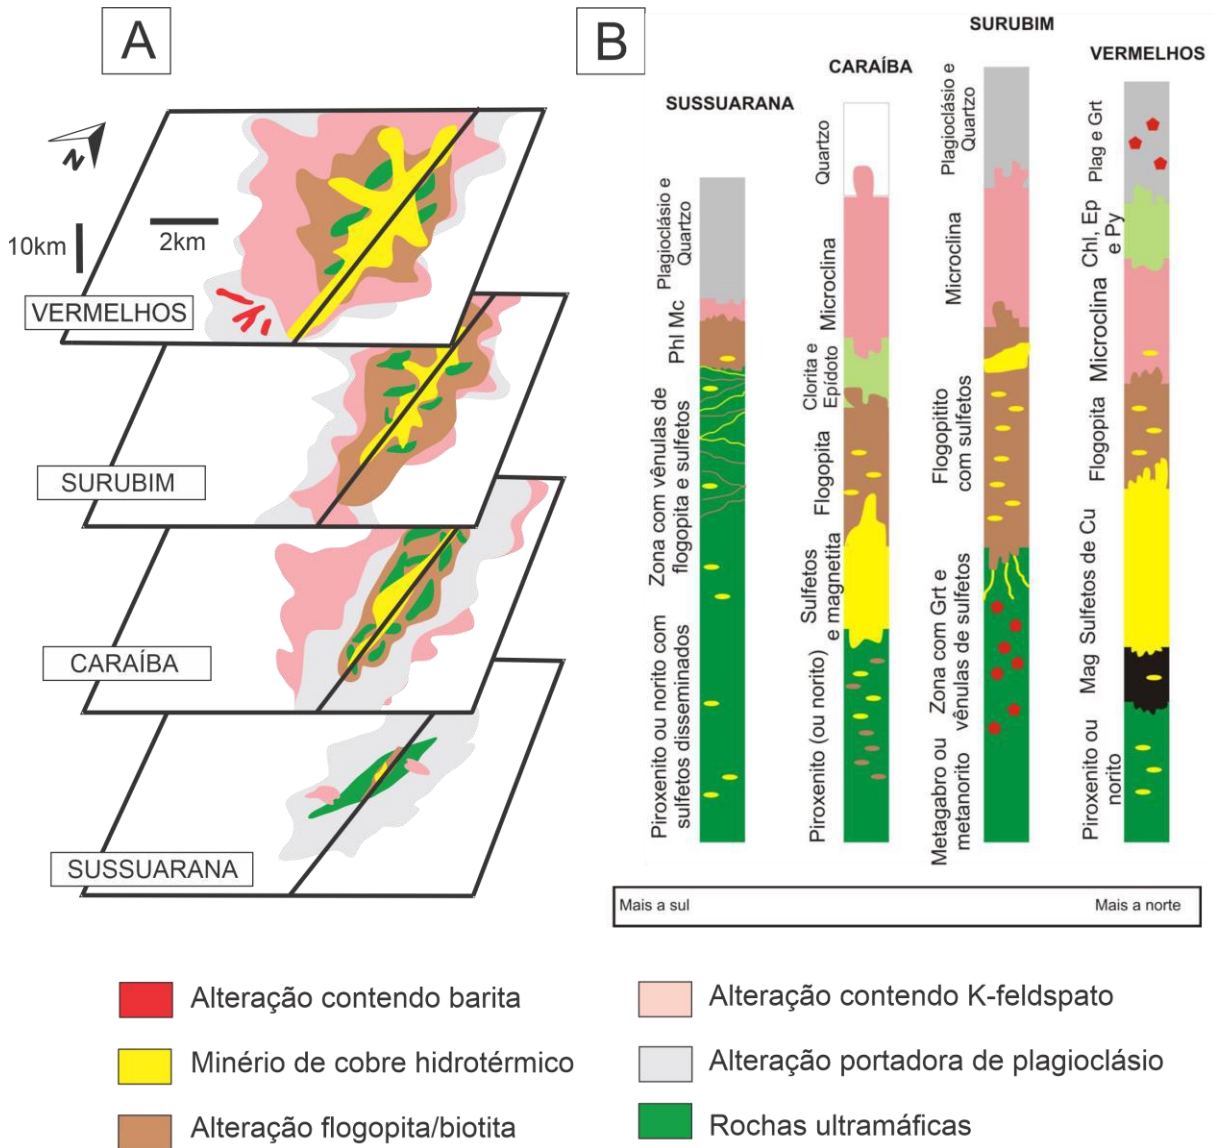 A
N
10km
2km
VERMELHOS
SURUBIM
CARAÍBA
SUSSUARANA
B
SUSSUARANA
Plagioclásio e
Quartzo
Phl Mc
Zona com vênulas de
flogopita e sulfetos
Piroxenito ou norito com
sulfetos disseminados
CARAÍBA
Quartzo
Microclina
Clorita e
Epídoto
Flogopita
Sulfetos
e magnetita
Piroxenito (ou norito)
SURUBIM
Plagioclásio e
Quartzo
Microclina
Flogopitito
com sulfetos
Zona com Grt e
vênulas de sulfetos
Metagabro ou
metanorito
VERMELHOS
Plag e Grt
Chl, Ep
e Py
Microclina
Flogopita
Sulfetos de Cu
Mag
Piroxenito ou
norito
Mais a sul
Mais a norte
Alteração contendo barita
Minério de cobre hidrotérmico
Alteração flogopita/biotita
Alteração contendo K-feldspato
Alteração portadora de plagioclásio
Rochas ultramáficas